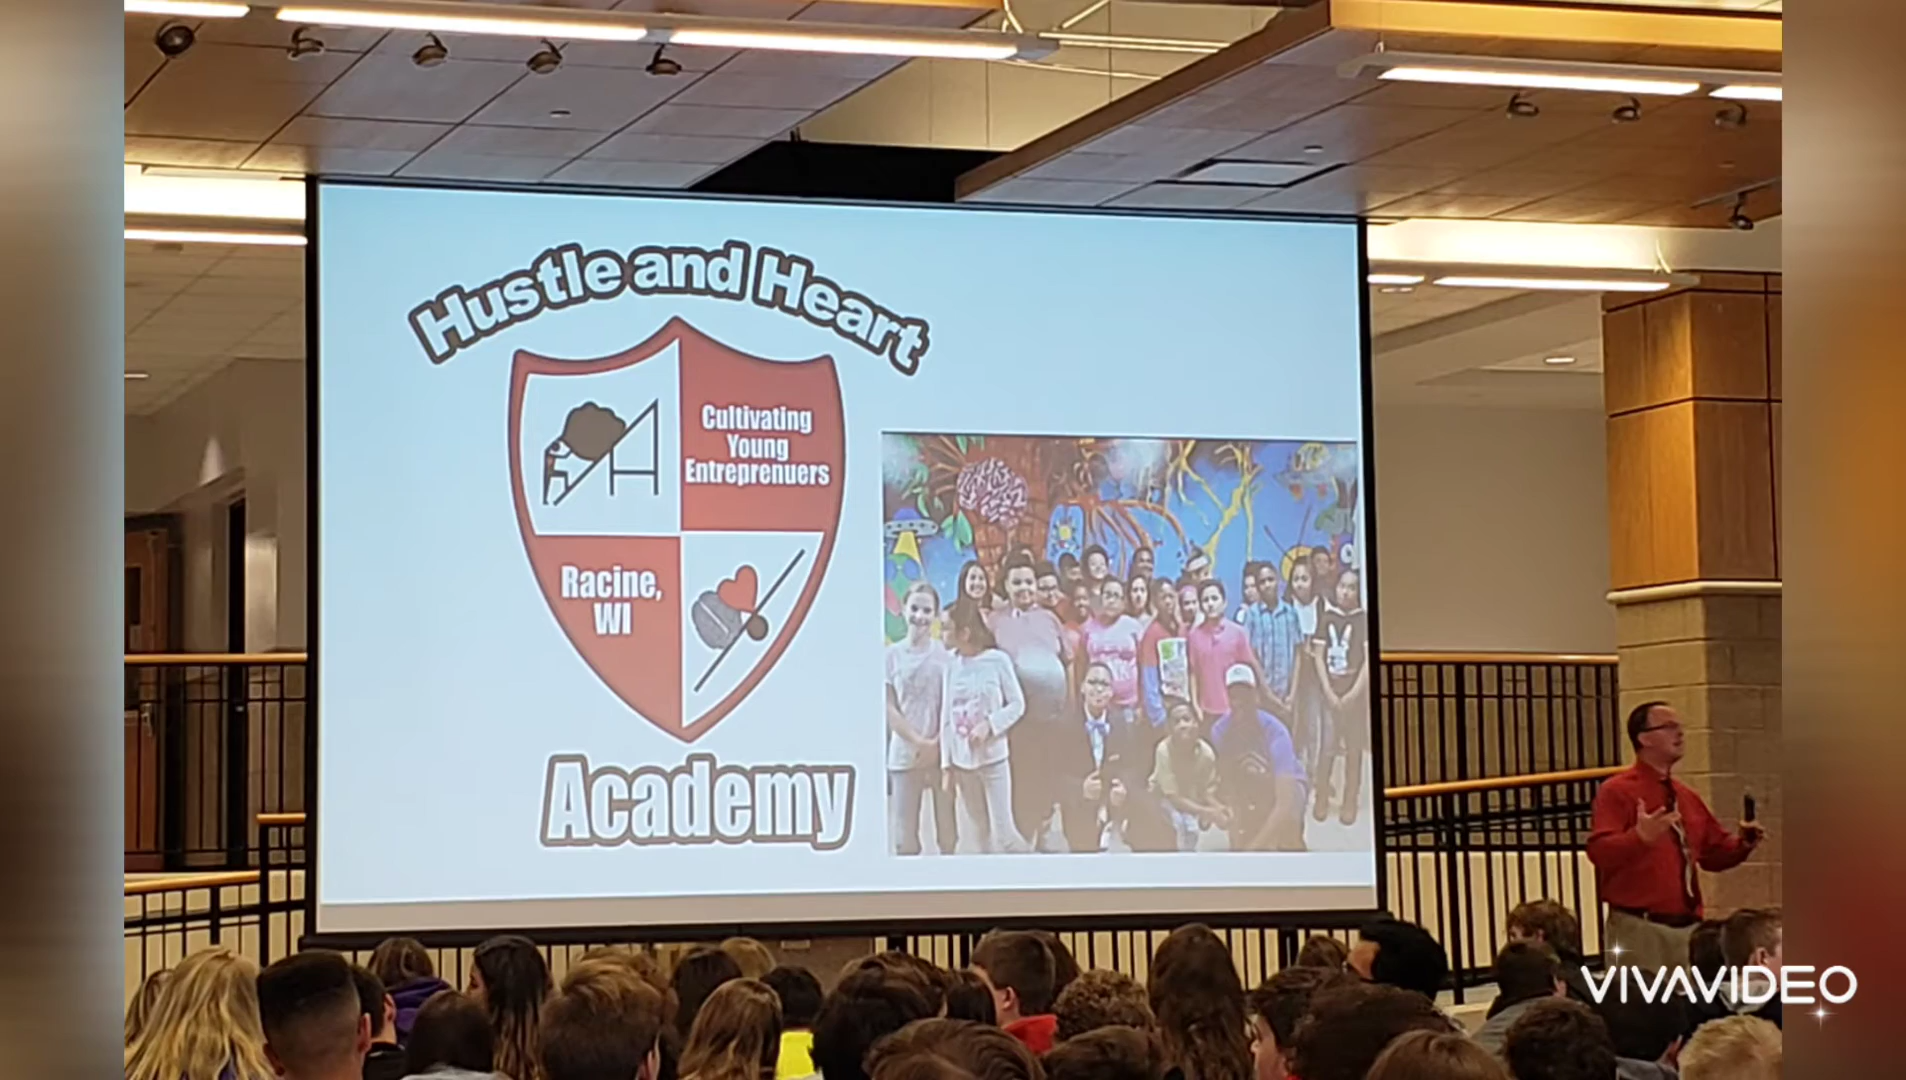 Hustle and Heart
Cultivating
Young
Entreprenuers
Racine,
WI
Academy
VIVAVIDEO